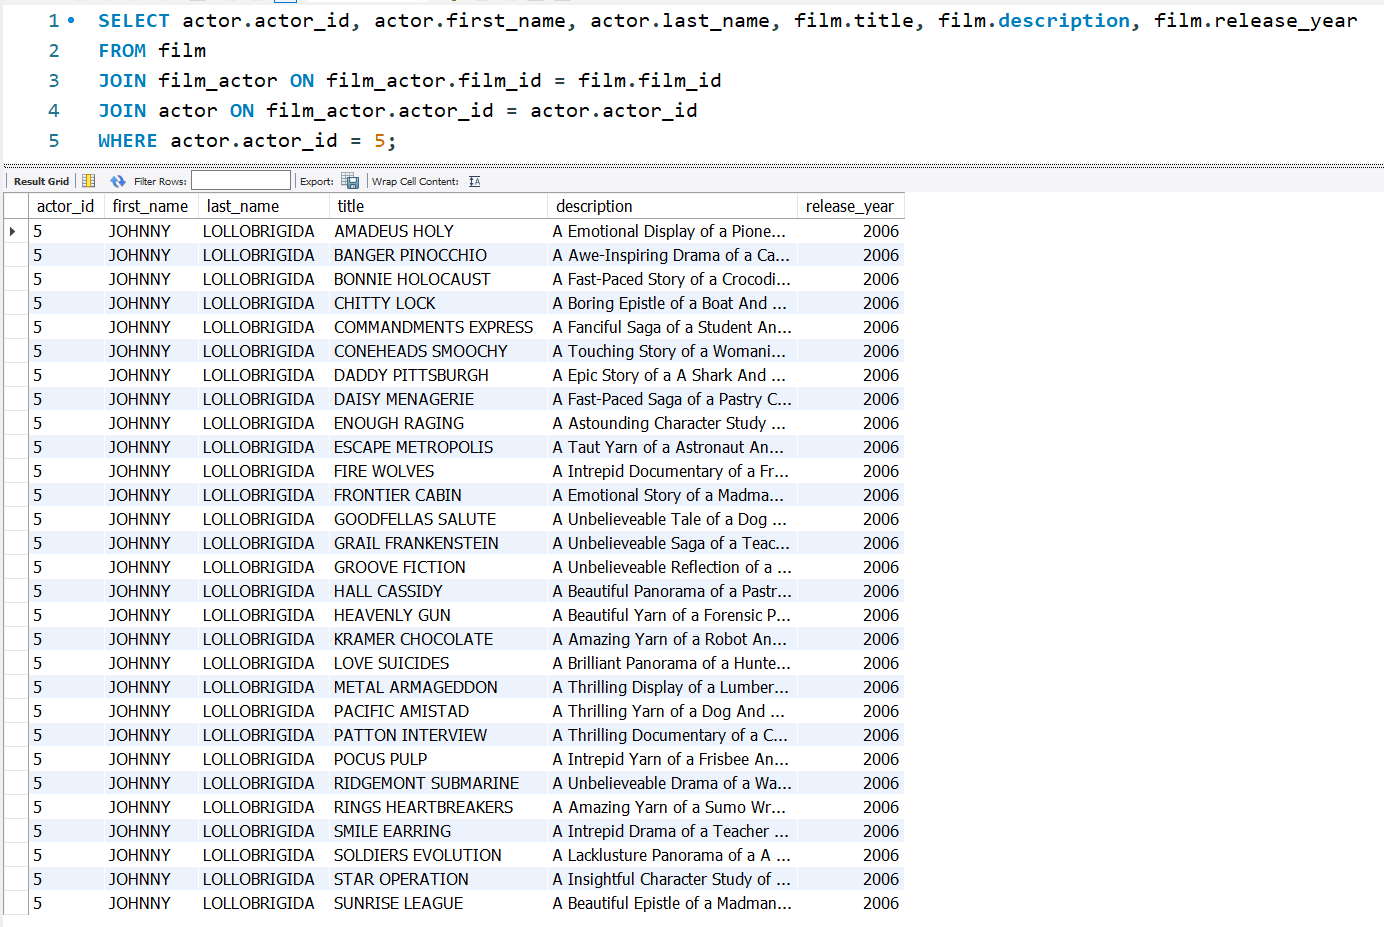 1 SELECT actor.actor_id, actor.first_name, actor.last_name, film.title, film.description, film.release_year
2 FROM film
3 JOIN film_actor ON film_actor.film_id = film.film_id
4 JOIN actor ON film_actor.actor_id = actor.actor_id
5 WHERE actor.actor_id = 5;
Result Grid Filter Rows: Export: Wrap Cell Content: IA
actor_id first_name last_name title description release_year
5 JOHNNY LOLLOBRIGIDA AMADEUS HOLY A Emotional Display of a Pione... 2006
5 JOHNNY LOLLOBRIGIDA BANGER PINOCCHIO A Awe-Inspiring Drama of a Ca... 2006
5 JOHNNY LOLLOBRIGIDA BONNIE HOLOCAUST A Fast-Paced Story of a Crocodi... 2006
5 JOHNNY LOLLOBRIGIDA CHITTY LOCK A Boring Epistle of a Boat And ... 2006
5 JOHNNY LOLLOBRIGIDA COMMANDMENTS EXPRESS A Fanciful Saga of a Student An... 2006
5 JOHNNY LOLLOBRIGIDA CONEHEADS SMOOCHY A Touching Story of a Womani... 2006
5 JOHNNY LOLLOBRIGIDA DADDY PITTSBURGH A Epic Story of a A Shark And ... 2006
5 JOHNNY LOLLOBRIGIDA DAISY MENAGERIE A Fast-Paced Saga of a Pastry C... 2006
5 JOHNNY LOLLOBRIGIDA ENOUGH RAGING A Astounding Character Study ... 2006
5 JOHNNY LOLLOBRIGIDA ESCAPE METROPOLIS A Taut Yarn of a Astronaut An... 2006
5 JOHNNY LOLLOBRIGIDA FIRE WOLVES A Intrepid Documentary of a Fr... 2006
5 JOHNNY LOLLOBRIGIDA FRONTIER CABIN A Emotional Story of a Madma... 2006
5 JOHNNY LOLLOBRIGIDA GOODFELLAS SALUTE A Unbelieveable Tale of a Dog ... 2006
5 JOHNNY LOLLOBRIGIDA GRAIL FRANKENSTEIN A Unbelieveable Saga of a Teac... 2006
5 JOHNNY LOLLOBRIGIDA GROOVE FICTION A Unbelieveable Reflection of a ... 2006
5 JOHNNY LOLLOBRIGIDA HALL CASSIDY A Beautiful Panorama of a Pastr... 2006
5 JOHNNY LOLLOBRIGIDA HEAVENLY GUN A Beautiful Yarn of a Forensic P... 2006
5 JOHNNY LOLLOBRIGIDA KRAMER CHOCOLATE A Amazing Yarn of a Robot An... 2006
5 JOHNNY LOLLOBRIGIDA LOVE SUICIDES A Brilliant Panorama of a Hunte... 2006
5 JOHNNY LOLLOBRIGIDA METAL ARMAGEDDON A Thrilling Display of a Lumber... 2006
5 JOHNNY LOLLOBRIGIDA PACIFIC AMISTAD A Thrilling Yarn of a Dog And ... 2006
5 JOHNNY LOLLOBRIGIDA PATTON INTERVIEW A Thrilling Documentary of a C... 2006
5 JOHNNY LOLLOBRIGIDA POCUS PULP A Intrepid Yarn of a Frisbee An... 2006
5 JOHNNY LOLLOBRIGIDA RIDGEMONT SUBMARINE A Unbelieveable Drama of a Wa... 2006
5 JOHNNY LOLLOBRIGIDA RINGS HEARTBREAKERS A Amazing Yarn of a Sumo Wr... 2006
5 JOHNNY LOLLOBRIGIDA SMILE EARRING A Intrepid Drama of a Teacher ... 2006
5 JOHNNY LOLLOBRIGIDA SOLDIERS EVOLUTION A Lacklusture Panorama of a A ... 2006
5 JOHNNY LOLLOBRIGIDA STAR OPERATION A Insightful Character Study of ... 2006
5 JOHNNY LOLLOBRIGIDA SUNRISE LEAGUE A Beautiful Epistle of a Madman... 2006